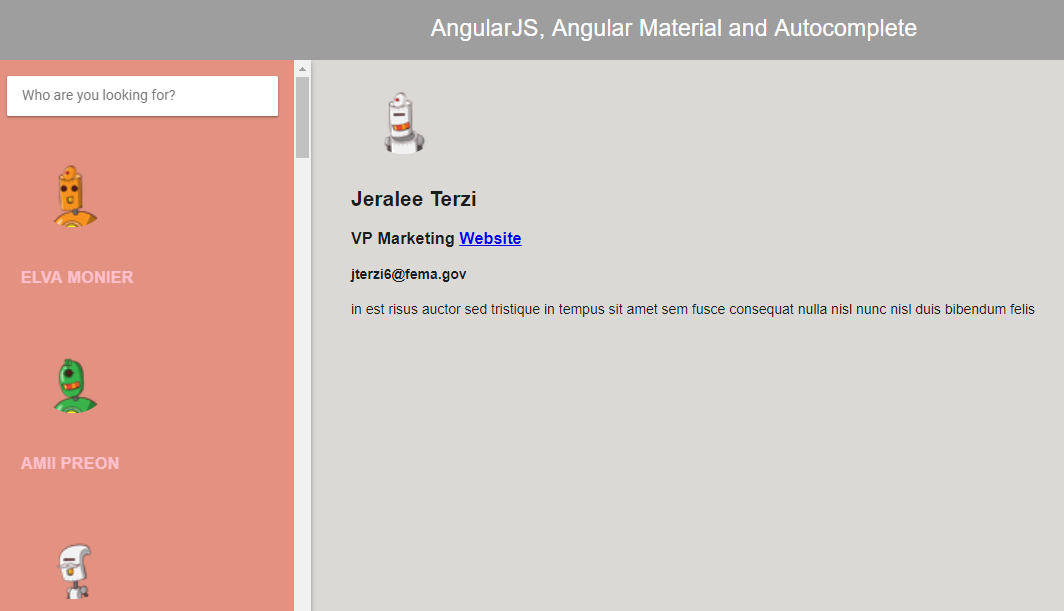 AngularJS, Angular Material and Autocomplete
Who are you looking for?
ELVA MONIER
AMII PREON
Jeralee Terzi
VP Marketing Website
jterzi6@fema.gov
in est risus auctor sed tristique in tempus sit amet sem fusce consequat nulla nisl nunc nisl duis bibendum felis